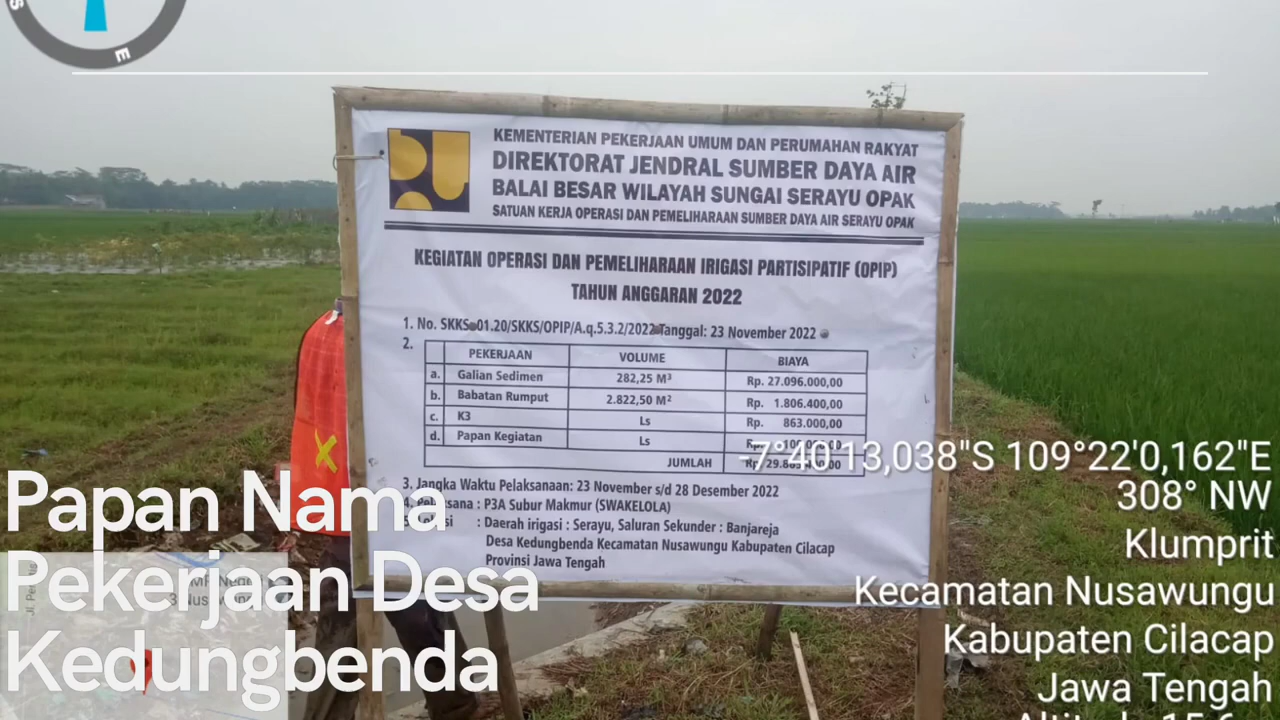 S
E
KEMENTERIAN PEKERJAAN UMUM DAN PERUMAHAN RAKYAT
DIREKTORAT JENDRAL SUMBER DAYA AIR
BALAI BESAR WILAYAH SUNGAI SERAYU OPAK
SATUAN KERJA OPERASI DAN PEMELIHARAAN SUMBER DAYA AIR SERAYU OPAK
KEGIATAN OPERASI DAN PEMELIHARAAN IRIGASI PARTISIPATIF (OPIP)
TAHUN ANGGARAN 2022
1. No. SKKS 01.20/SKKS/OPIP/A.q.5.3.2/2022 Tanggal: 23 November 2022
2.
PEKERJAAN VOLUME BIAYA
a. Galian Sedimen 282,25 M³ Rp. 27.096.000,00
b. Babatan Rumput 2.822,50 M² Rp. 1.806.400,00
c. K3 Ls Rp. 863.000,00
d. Papan Kegiatan Ls Rp.
JUMLAH Rp
3. Jangka Waktu Pelaksanaan: 23 November s/d 28 Desember 2022
: P3A Subur Makmur (SWAKELOLA)
: Daerah irigasi : Serayu, Saluran Sekunder : Banjareja
Desa Kedungbenda Kecamatan Nusawungu Kabupaten Cilacap
Provinsi Jawa Tengah
-7°40'13,038"S 109°22'0,162"E
308° NW
Klumprit
Kecamatan Nusawungu
Kabupaten Cilacap
Jawa Tengah
Papan Nama
Pekerjaan Desa
Kedungbenda